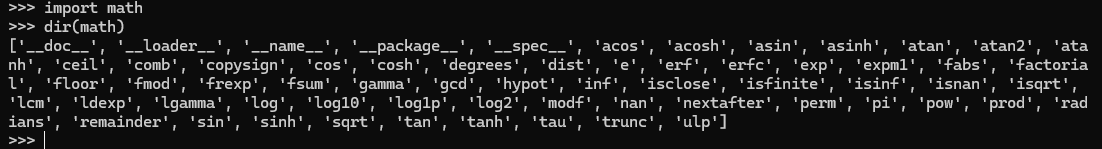 >>> import math
>>> dir(math)
['__doc__', '__loader__', '__name__', '__package__', '__spec__', 'acos', 'acosh', 'asin', 'asinh', 'atan', 'atan2', 'ata
nh', 'ceil', 'comb', 'copysign', 'cos', 'cosh', 'degrees', 'dist', 'e', 'erf', 'erfc', 'exp', 'expm1', 'fabs', 'factoria
l', 'floor', 'fmod', 'frexp', 'fsum', 'gamma', 'gcd', 'hypot', 'inf', 'isclose', 'isfinite', 'isinf', 'isnan', 'isqrt',
'lcm', 'ldexp', 'lgamma', 'log', 'log10', 'log1p', 'log2', 'modf', 'nan', 'nextafter', 'perm', 'pi', 'pow', 'prod', 'rad
ians', 'remainder', 'sin', 'sinh', 'sqrt', 'tan', 'tanh', 'tau', 'trunc', 'ulp']
>>>